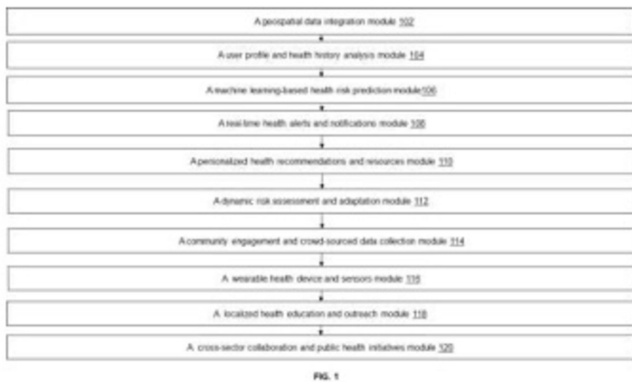 A geospatial data integration module 102
A user profile and health history analysis module 104
A machine learning-based health risk prediction module106
A real-time health alerts and notifications module 108
A personalized health recommendations and resources module 110
A dynamic risk assessment and adaptation module 112
A community engagement and crowd-sourced data collection module 114
A wearable health device and sensors module 116
A localized health education and outreach module 118
A cross-sector collaboration and public health initiatives module 120
FIG. 1